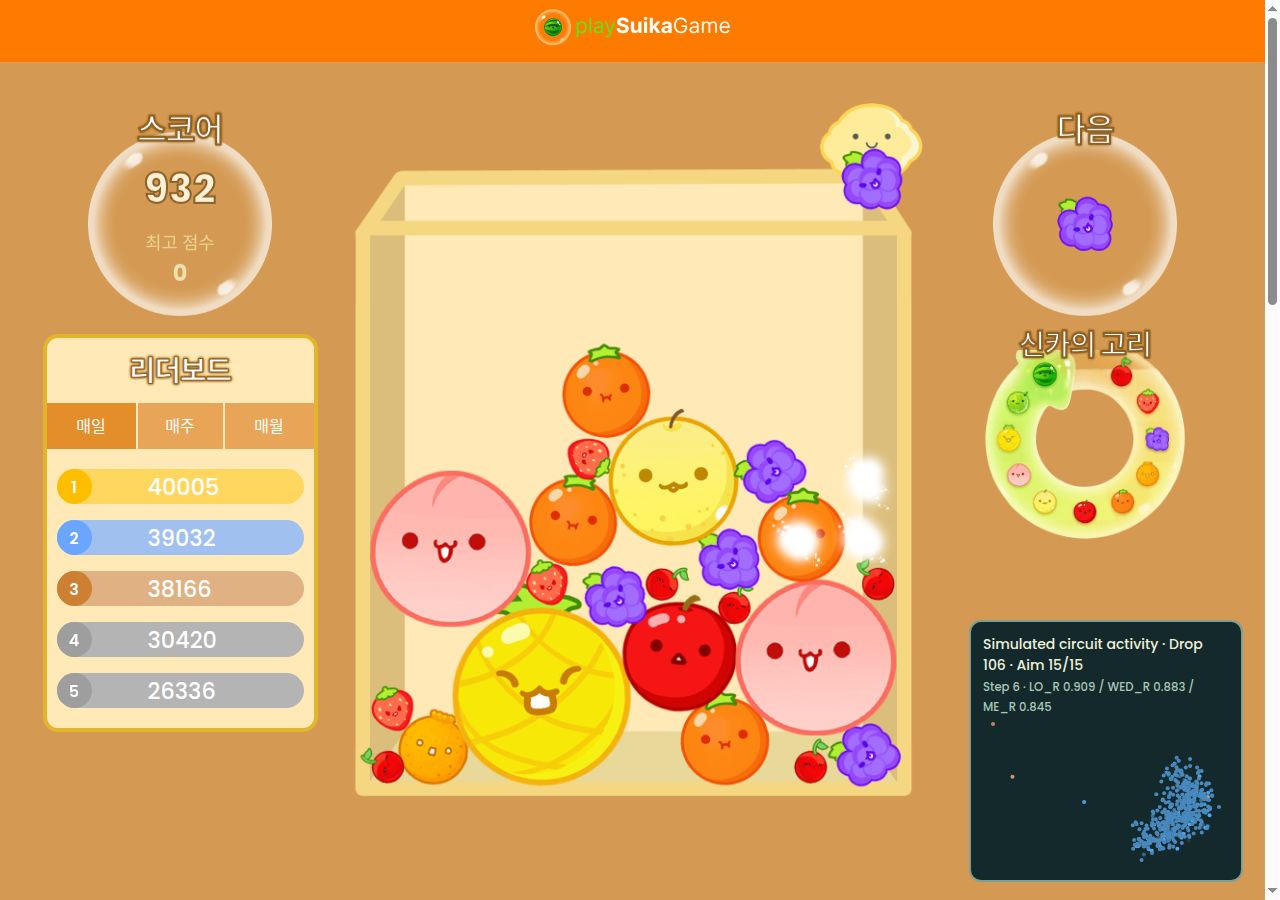 playSuikaGame
스코어
932
최고 점수
0
리더보드
매일 매주 매월
1 40005
2 39032
3 38166
4 30420
5 26336
다음
신카의 고리
Simulated circuit activity · Drop
106 · Aim 15/15
Step 6 · LO_R 0.909 / WED_R 0.883 /
ME_R 0.845